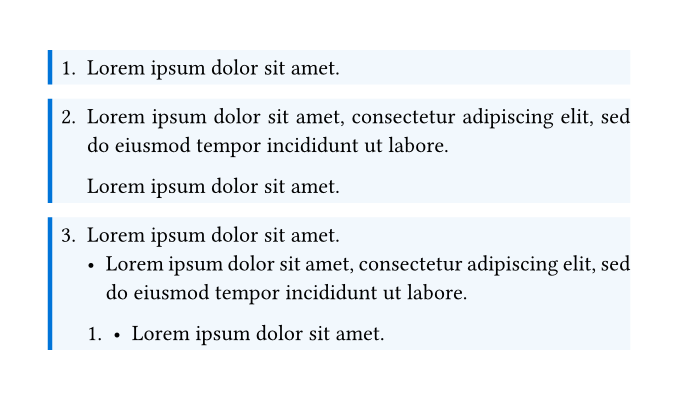 1. Lorem ipsum dolor sit amet.
2. Lorem ipsum dolor sit amet, consectetur adipiscing elit, sed
do eiusmod tempor incididunt ut labore.
Lorem ipsum dolor sit amet.
3. Lorem ipsum dolor sit amet.
• Lorem ipsum dolor sit amet, consectetur adipiscing elit, sed
do eiusmod tempor incididunt ut labore.
1. • Lorem ipsum dolor sit amet.